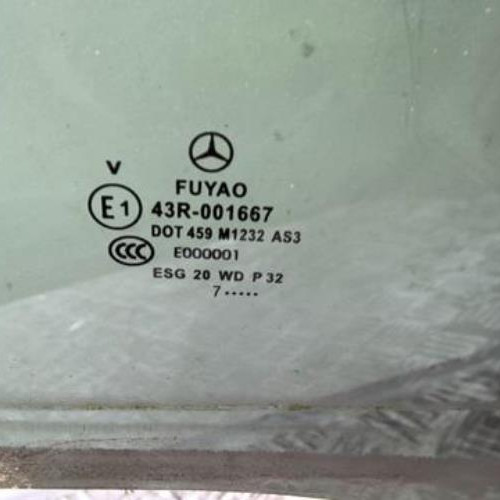 FUYAO
V
E1 43R-001667
DOT 459 M1232 AS3
CCC E000001
ESG 20 WD P 32
7 •••••